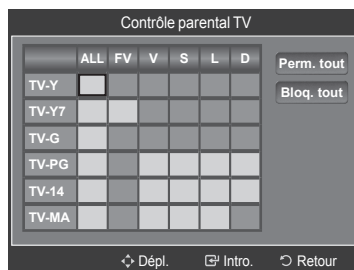 Contrôle parental TV
ALL FV V S L D
Perm. tout
Bloq. tout
TV-Y
TV-Y7
TV-G
TV-PG
TV-14
TV-MA
Dépl. Intro. Retour